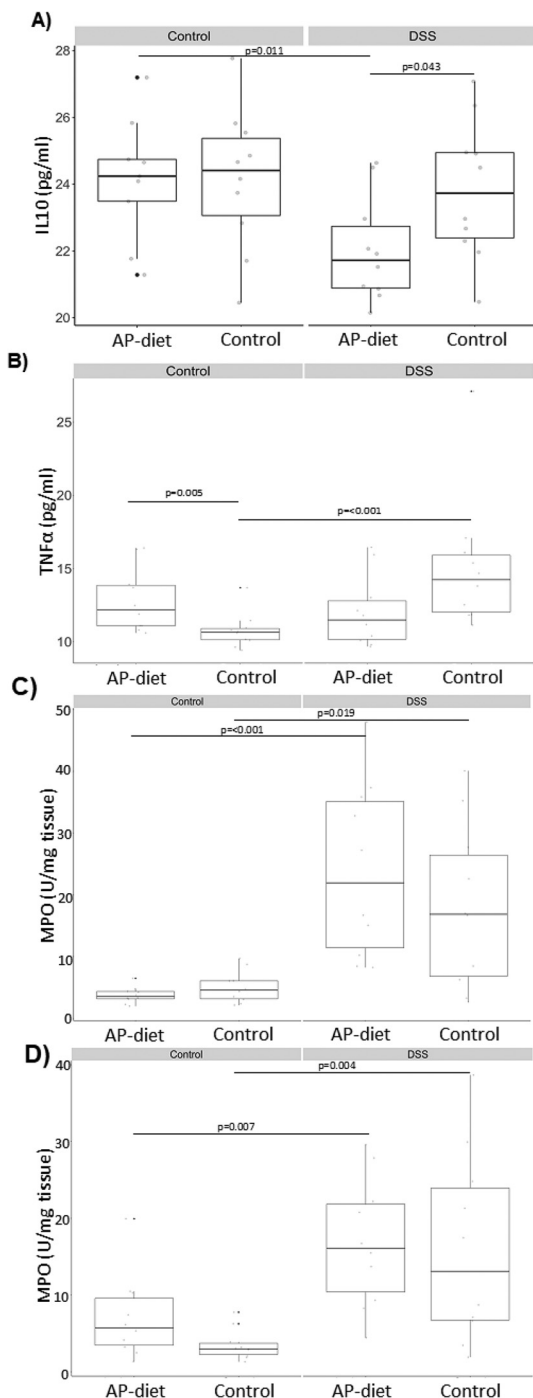 A)
Control DSS
p=0.011
p=0.043
IL10 (pg/ml)
28
26
24
22
20
AP-diet Control AP-diet Control
B)
Control DSS
p=0.005
p=<0.001
TNFα (pg/ml)
25
20
15
10
AP-diet Control AP-diet Control
C)
Control DSS
p=<0.001
p=0.019
MPO (U/mg tissue)
50
40
30
20
10
0
AP-diet Control AP-diet Control
D)
Control DSS
p=0.004
p=0.007
MPO (U/mg tissue)
40
30
20
10
0
AP-diet Control AP-diet Control